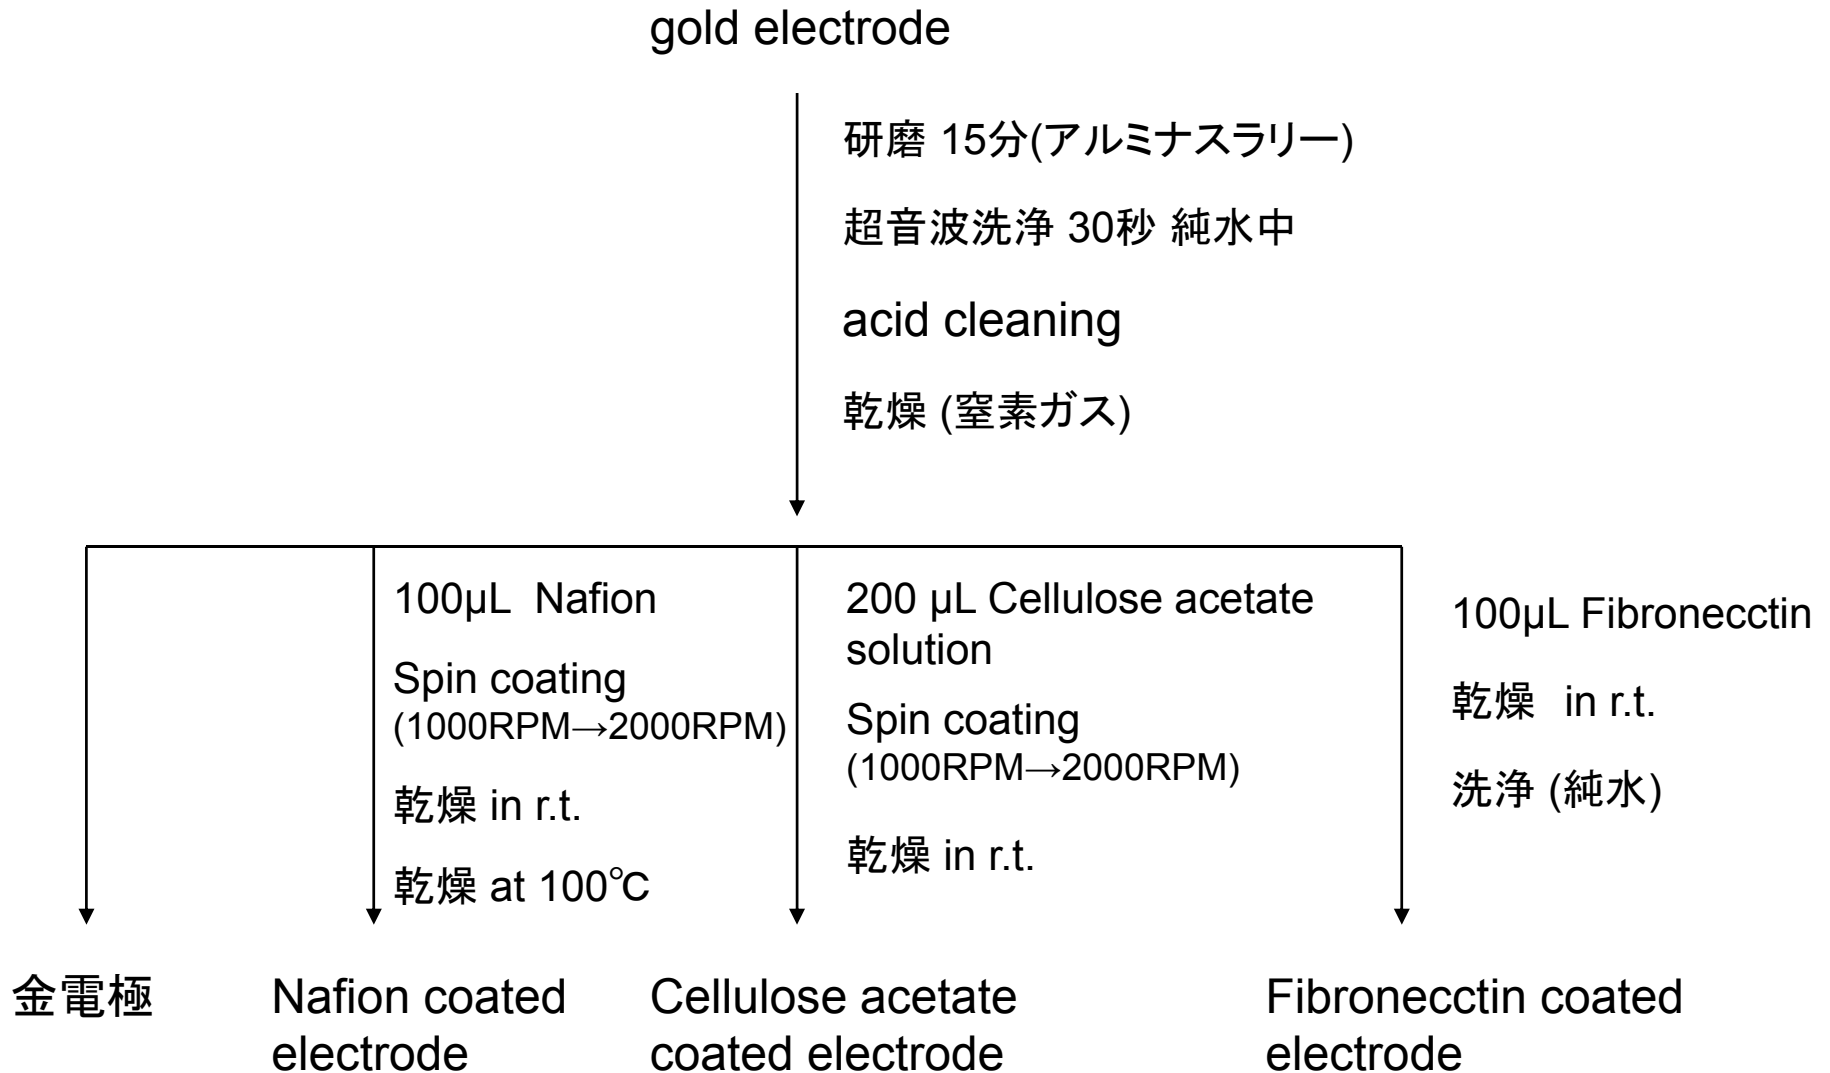 gold electrode
研磨 15分(アルミナスラリー)
超音波洗浄 30秒 純水中
acid cleaning
乾燥 (窒素ガス)
100μL  Nafion
Spin coating
(1000RPM→2000RPM)
乾燥 in r.t.
乾燥 at 100℃
200 μL Cellulose acetate
solution
Spin coating
(1000RPM→2000RPM)
乾燥 in r.t.
100μL Fibronecctin
乾燥  in r.t.
洗浄 (純水)
金電極
Nafion coated
electrode
Cellulose acetate
coated electrode
Fibronecctin coated
electrode